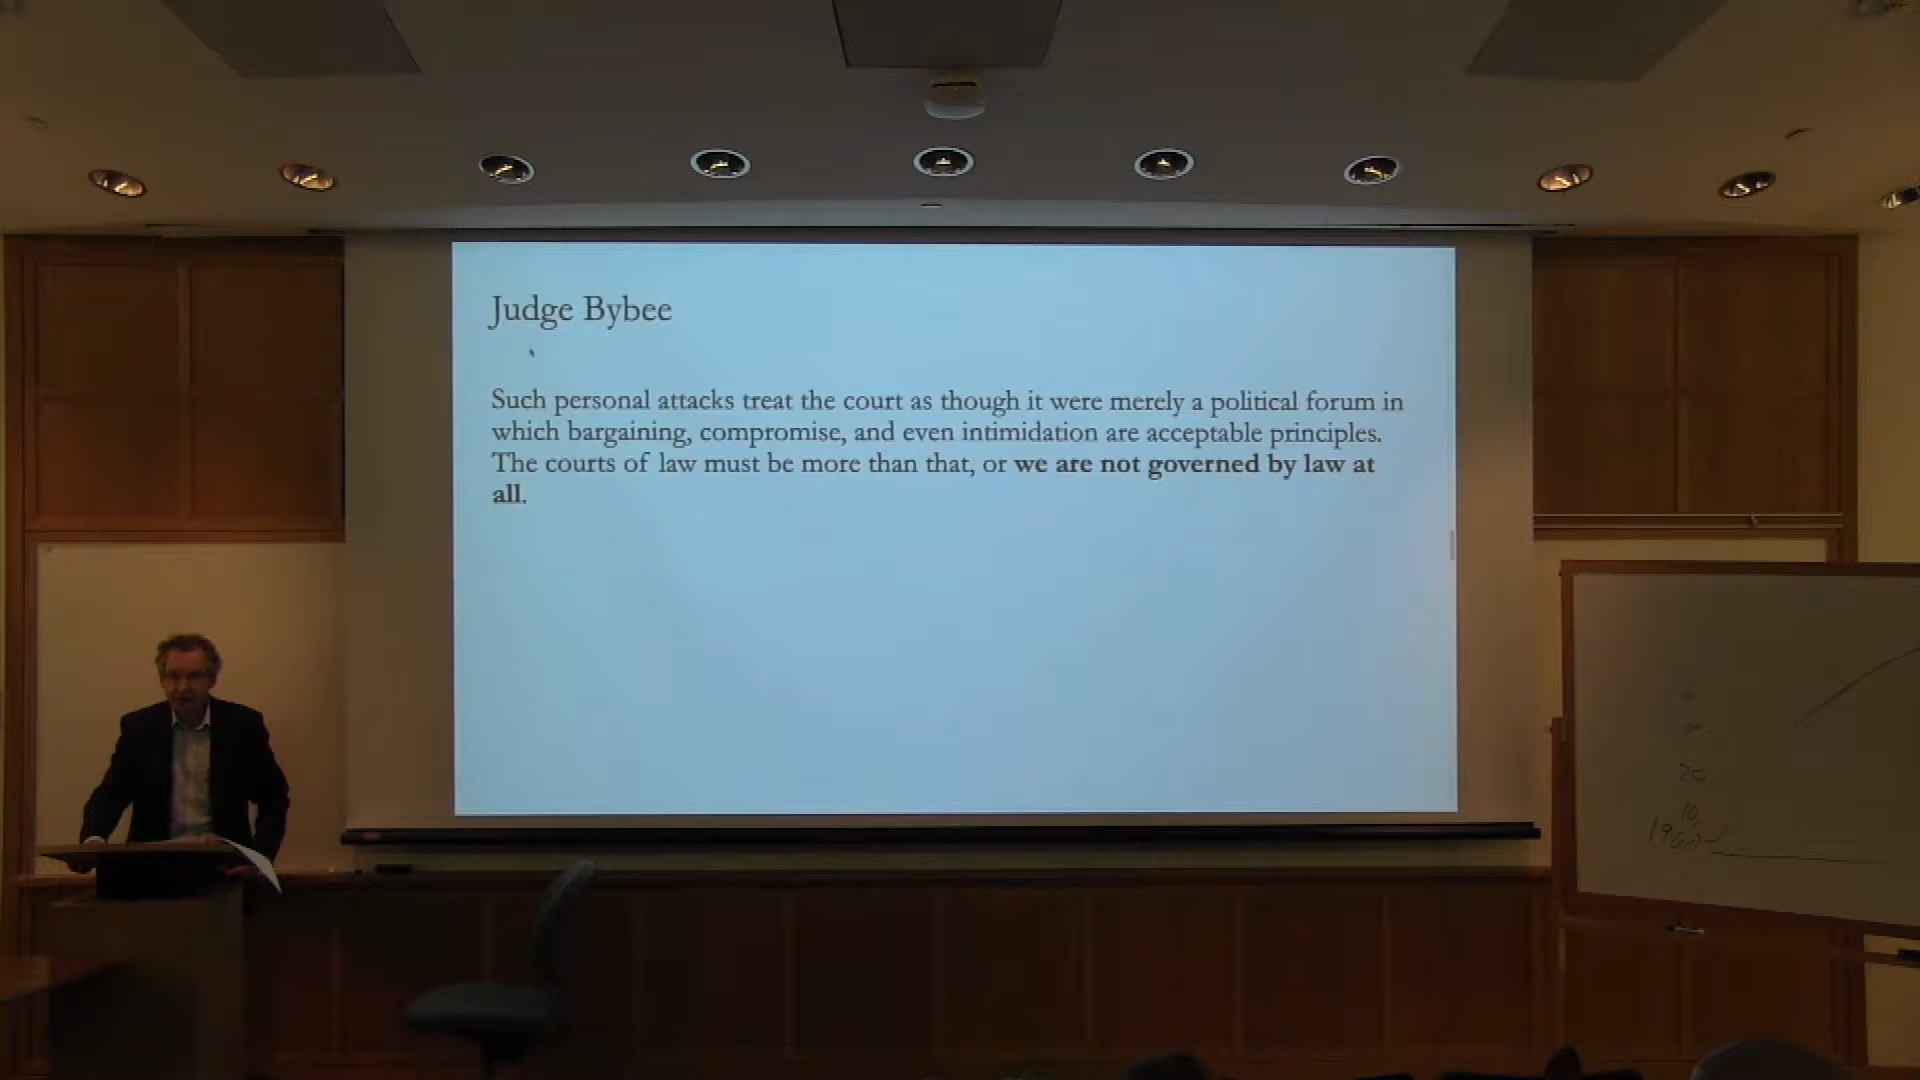 Judge Bybee
Such personal attacks treat the court as though it were merely a political forum in
which bargaining, compromise, and even intimidation are acceptable principles.
The courts of law must be more than that, or we are not governed by law at
all.